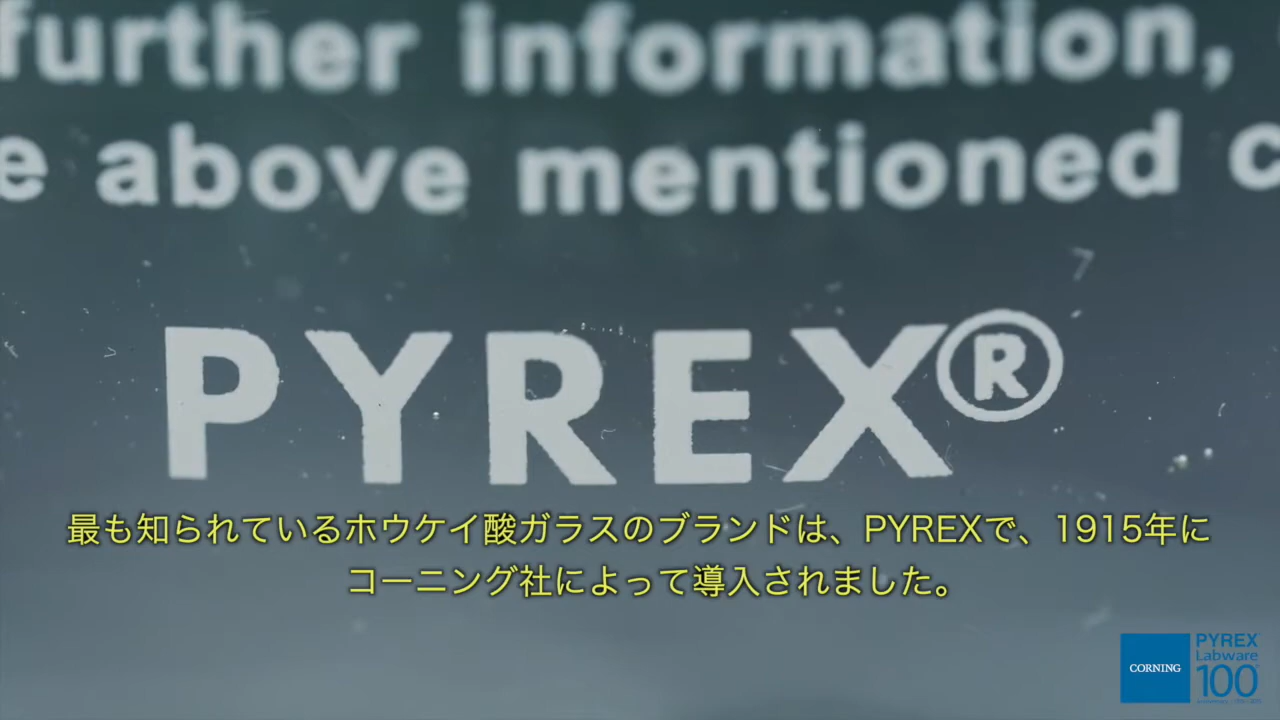 further information,
e above mentioned c
PYREX®
最も知られているホウケイ酸ガラスのブランドは、PYREXで、1915年に
コーニング社によって導入されました。
CORNING
PYREX
Labware
100